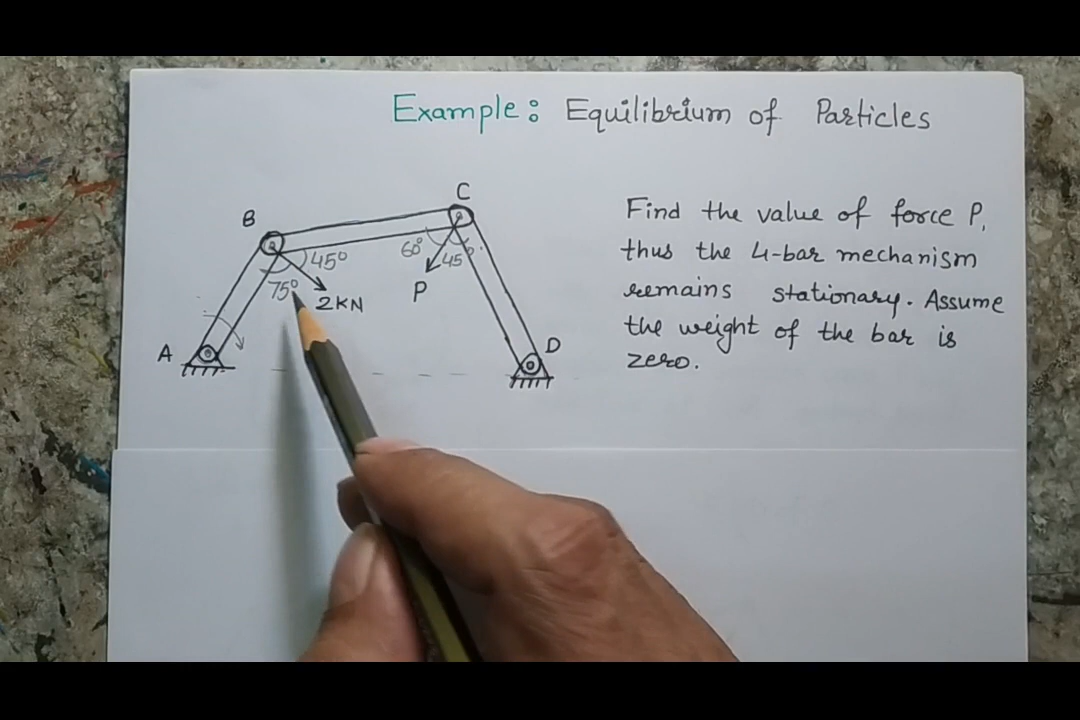 Example: Equilibrium of Particles
C
B
60°
45°
45°
75°
P
2KN
A
D
Find the value of force P,
thus the 4-bar mechanism
remains stationary. Assume
the weight of the bar is
zero.